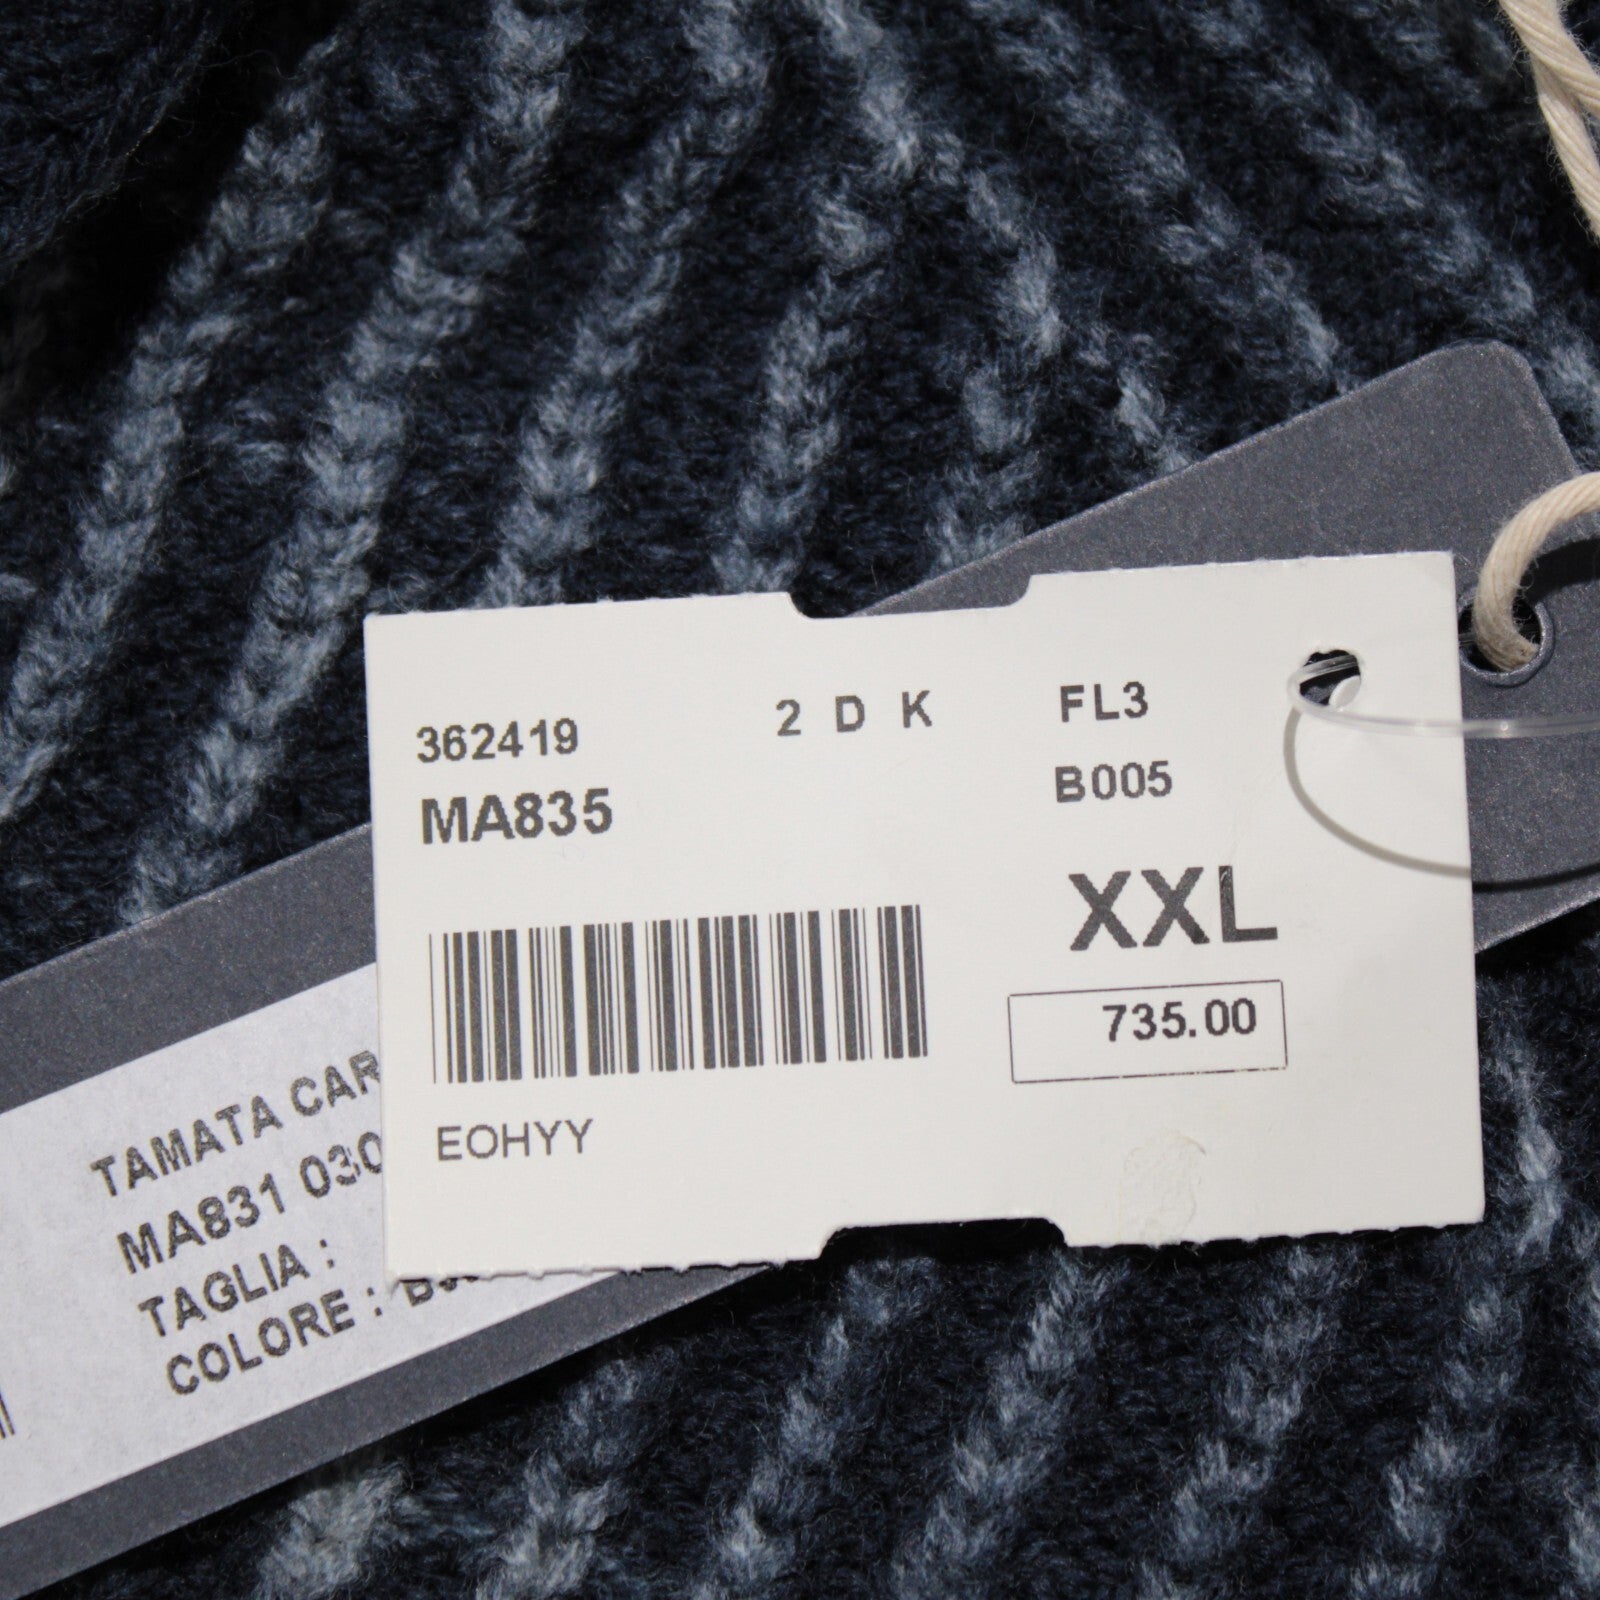 362419 2 D K FL3
MA835 B005
XXL
735.00
EOHYY
TAMATA CAR
MA831 030
TAGLIA :
COLORE :